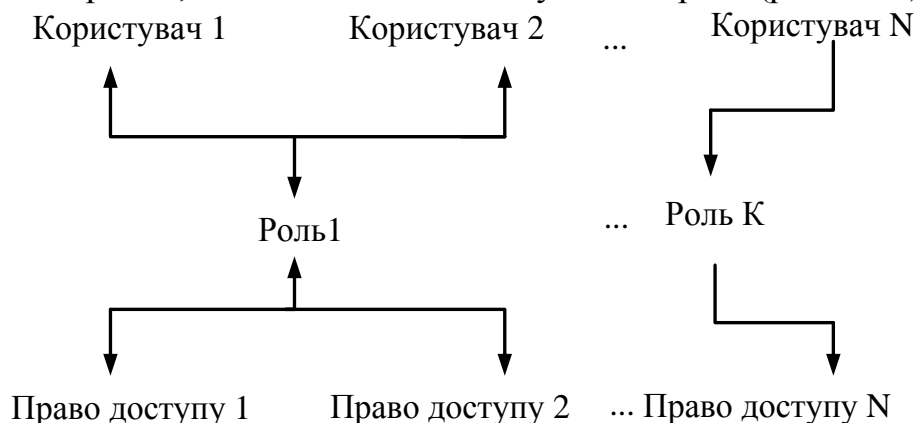 Користувач 1 Користувач 2 ... Користувач N
Роль1 ... Роль К
Право доступу 1 Право доступу 2 ... Право доступу N